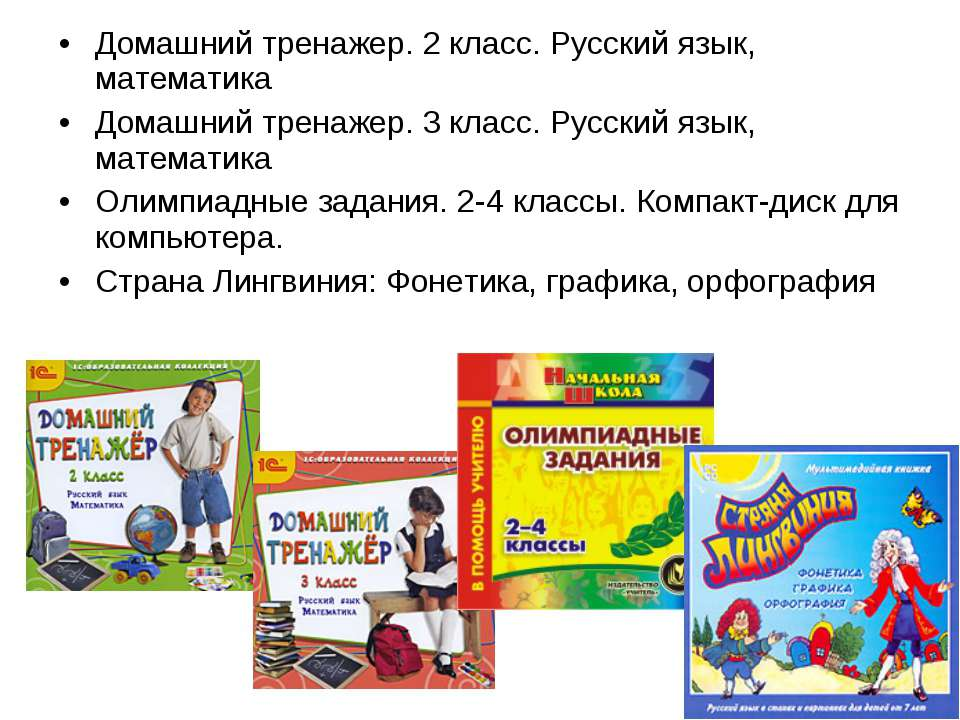 • Домашний тренажер. 2 класс. Русский язык,
математика
• Домашний тренажер. 3 класс. Русский язык,
математика
• Олимпиадные задания. 2-4 классы. Компакт-диск для
компьютера.
• Страна Лингвиния: Фонетика, графика, орфография
1С
1С:ОБРАЗОВАТЕЛЬНАЯ КОЛЛЕКЦИЯ
ДОМАШНИЙ
ТРЕНАЖЁР
2 класс
Русский язык
Математика
1С
1С:ОБРАЗОВАТЕЛЬНАЯ КОЛЛЕКЦИЯ
ДОМАШНИЙ
ТРЕНАЖЁР
3 класс
Русский язык
Математика
В ПОМОЩЬ УЧИТЕЛЮ
НАЧАЛЬНАЯ
ШКОЛА
ОЛИМПИАДНЫЕ
ЗАДАНИЯ
2–4
классы
ИЗДАТЕЛЬСТВО
«УЧИТЕЛЬ»
Мультимедийная книжка
СТРАНА
ЛИНГВИНИЯ
ФОНЕТИКА
ГРАФИКА
ОРФОГРАФИЯ
Русский язык в стихах и картинках для детей от 7 лет